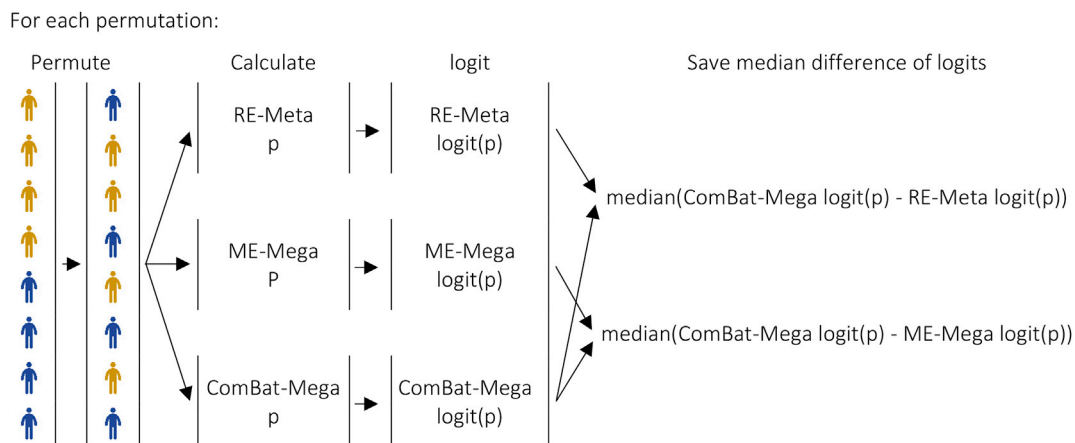 For each permutation:
Permute
Calculate
logit
Save median difference of logits
RE-Meta
p
RE-Meta
logit(p)
median(ComBat-Mega logit(p) - RE-Meta logit(p))
ME-Mega
P
ME-Mega
logit(p)
median(ComBat-Mega logit(p) - ME-Mega logit(p))
ComBat-Mega
p
ComBat-Mega
logit(p)